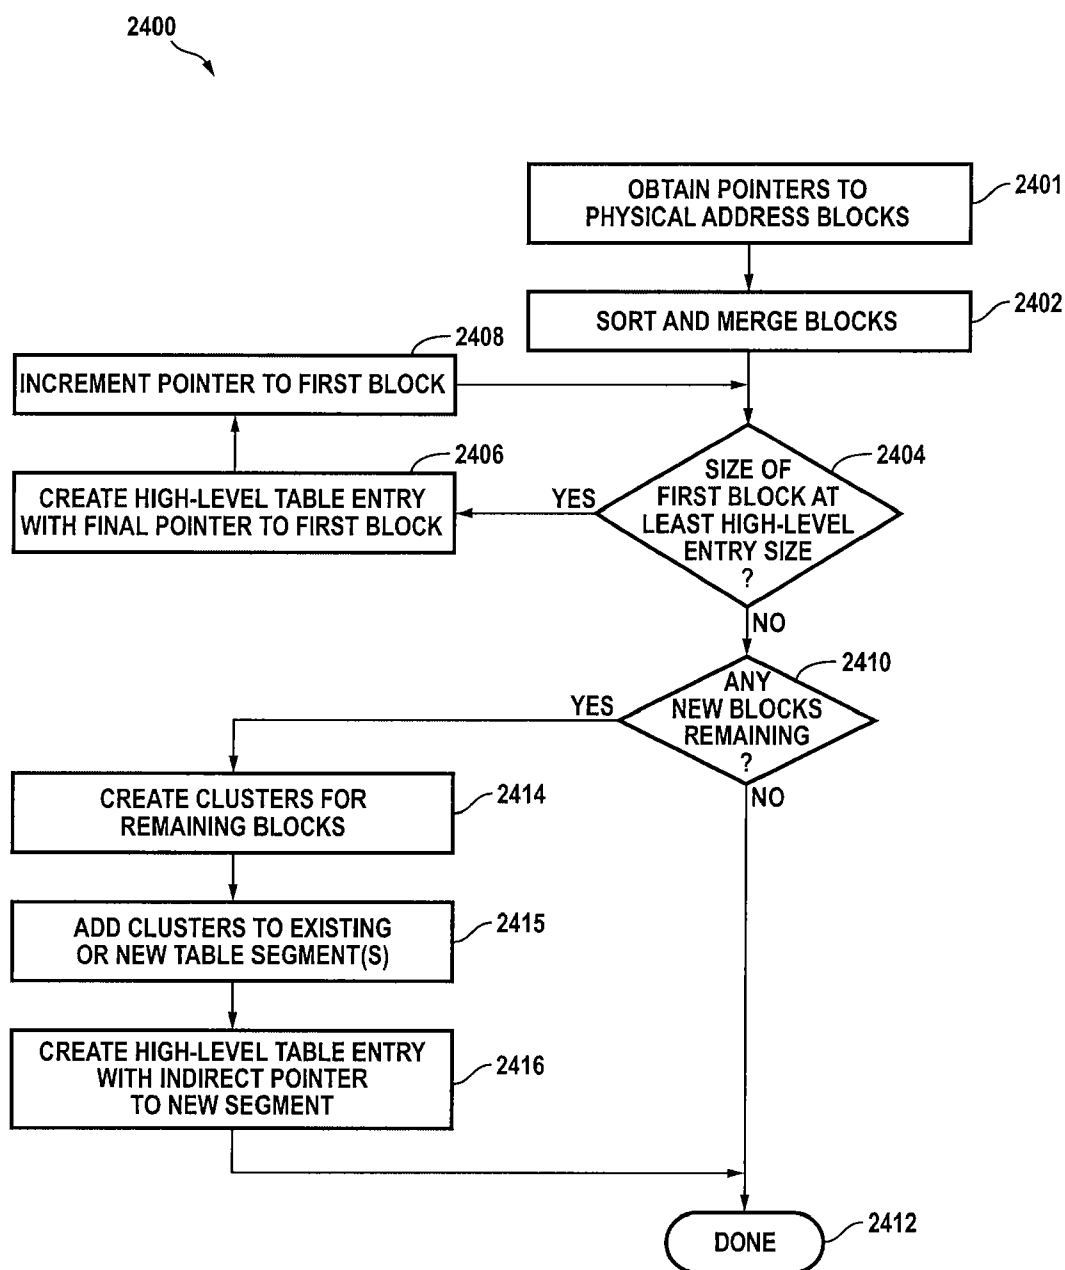 2400
OBTAIN POINTERS TO
PHYSICAL ADDRESS BLOCKS
2401
SORT AND MERGE BLOCKS
2402
2408
INCREMENT POINTER TO FIRST BLOCK
2406
CREATE HIGH-LEVEL TABLE ENTRY
WITH FINAL POINTER TO FIRST BLOCK
YES
2404
SIZE OF
FIRST BLOCK AT
LEAST HIGH-LEVEL
ENTRY SIZE
?
NO
2410
ANY
NEW BLOCKS
REMAINING
?
YES
NO
CREATE CLUSTERS FOR
REMAINING BLOCKS
2414
ADD CLUSTERS TO EXISTING
OR NEW TABLE SEGMENT(S)
2415
CREATE HIGH-LEVEL TABLE ENTRY
WITH INDIRECT POINTER
TO NEW SEGMENT
2416
DONE
2412